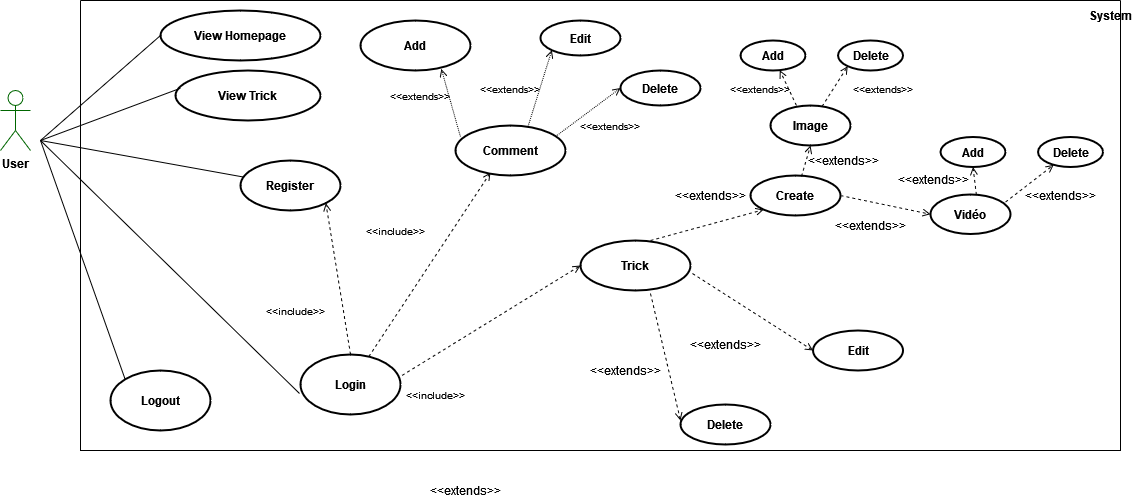 System
View Homepage
Add
Edit
Add
Delete
<<extends>>
<<extends>>
<<extends>>
<<extends>>
View Trick
Delete
<<extends>>
Image
User
Comment
Add
Delete
<<extends>>
Register
<<extends>>
Create
<<extends>>
<<extends>>
Vidéo
<<extends>>
<<include>>
Trick
<<include>>
<<extends>>
Edit
<<extends>>
Login
<<include>>
Logout
Delete
<<extends>>